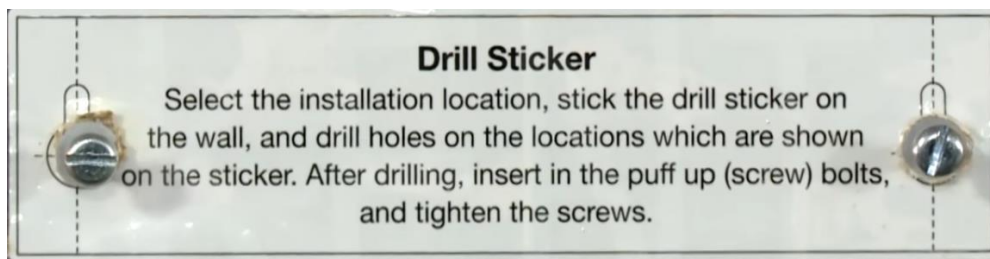 Drill Sticker
Select the installation location, stick the drill sticker on
the wall, and drill holes on the locations which are shown
on the sticker. After drilling, insert in the puff up (screw) bolts,
and tighten the screws.